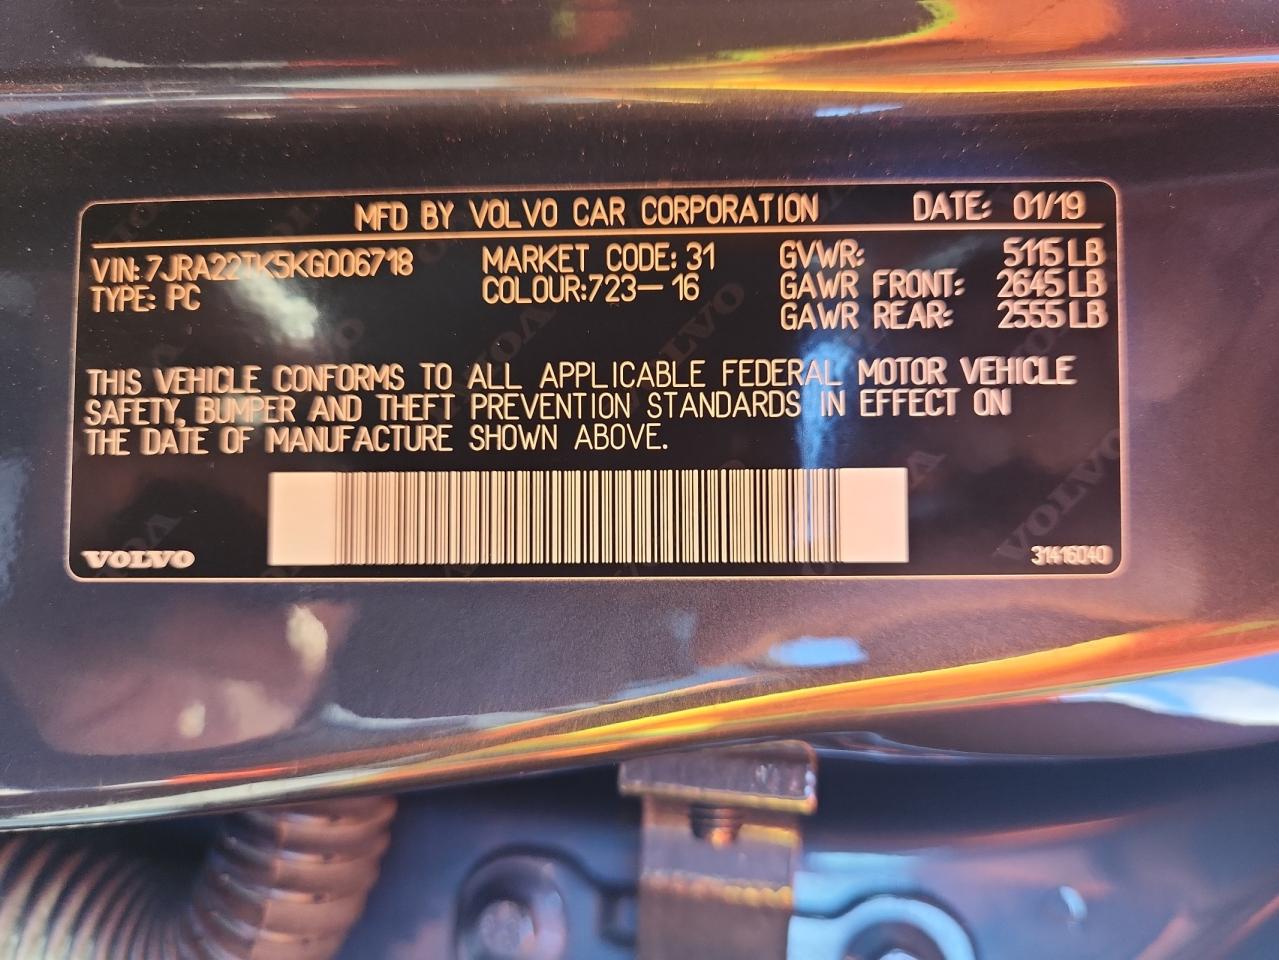 MFD BY VOLVO CAR CORPORATION DATE: 01/19
VIN: 7JRA22TK5KG006718 MARKET CODE: 31 GVWR: 5115 LB
TYPE: PC COLOUR:723-16 GAWR FRONT: 2645 LB
GAWR REAR: 2555 LB
THIS VEHICLE CONFORMS TO ALL APPLICABLE FEDERAL MOTOR VEHICLE
SAFETY, BUMPER AND THEFT PREVENTION STANDARDS IN EFFECT ON
THE DATE OF MANUFACTURE SHOWN ABOVE.
VOLVO 31416040